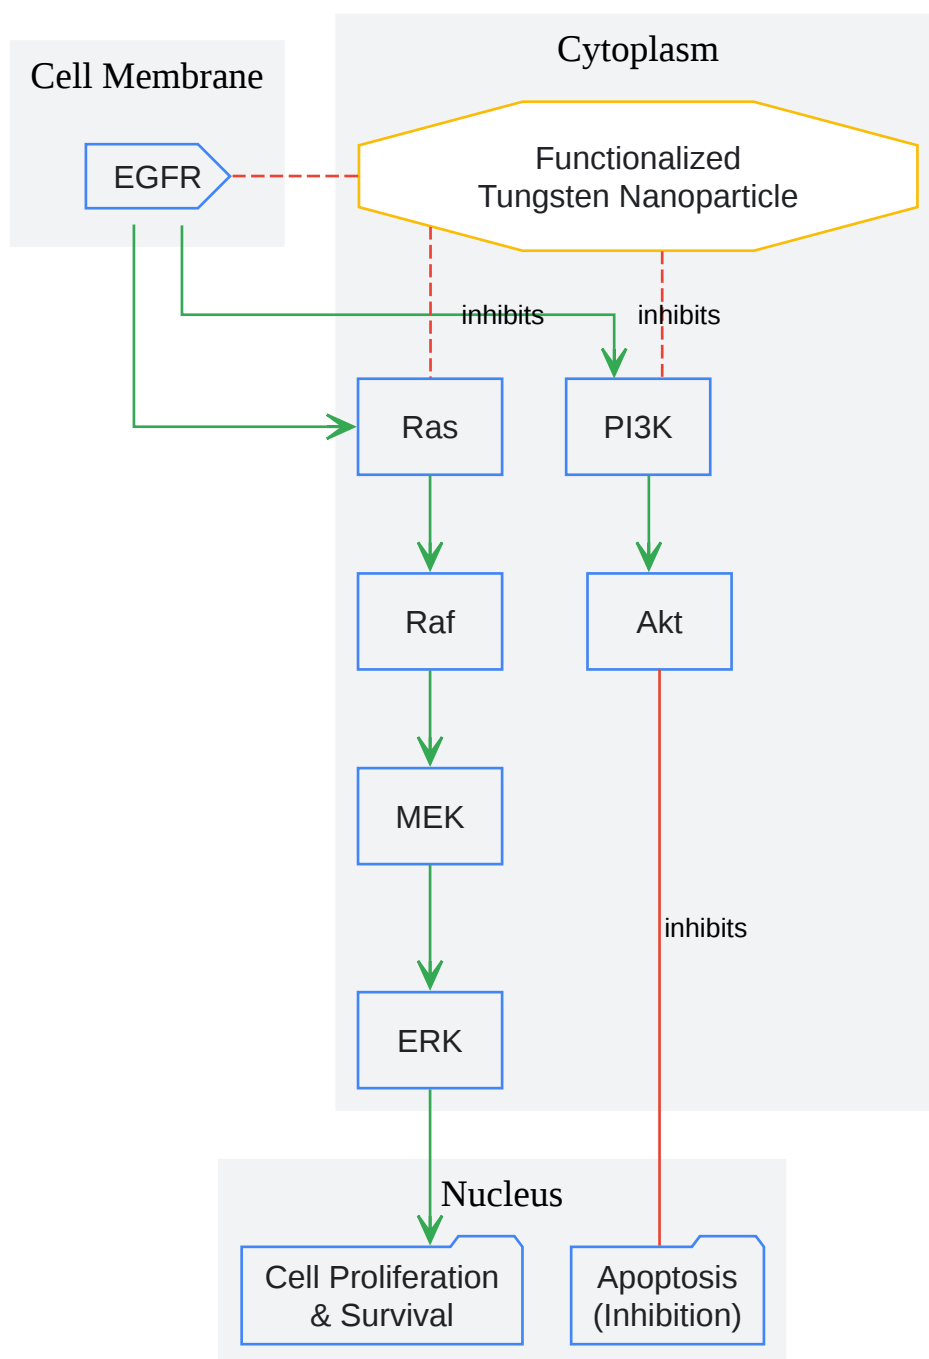 Cytoplasm
Cell Membrane
Functionalized
Tungsten Nanoparticle
EGFR
inhibits
inhibits
Ras
PI3K
Raf
Akt
MEK
inhibits
ERK
Nucleus
Cell Proliferation
& Survival
Apoptosis
(Inhibition)